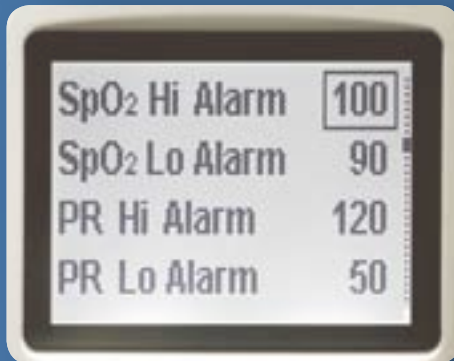 SpO₂ Hi Alarm 100
SpO₂ Lo Alarm 90
PR Hi Alarm 120
PR Lo Alarm 50